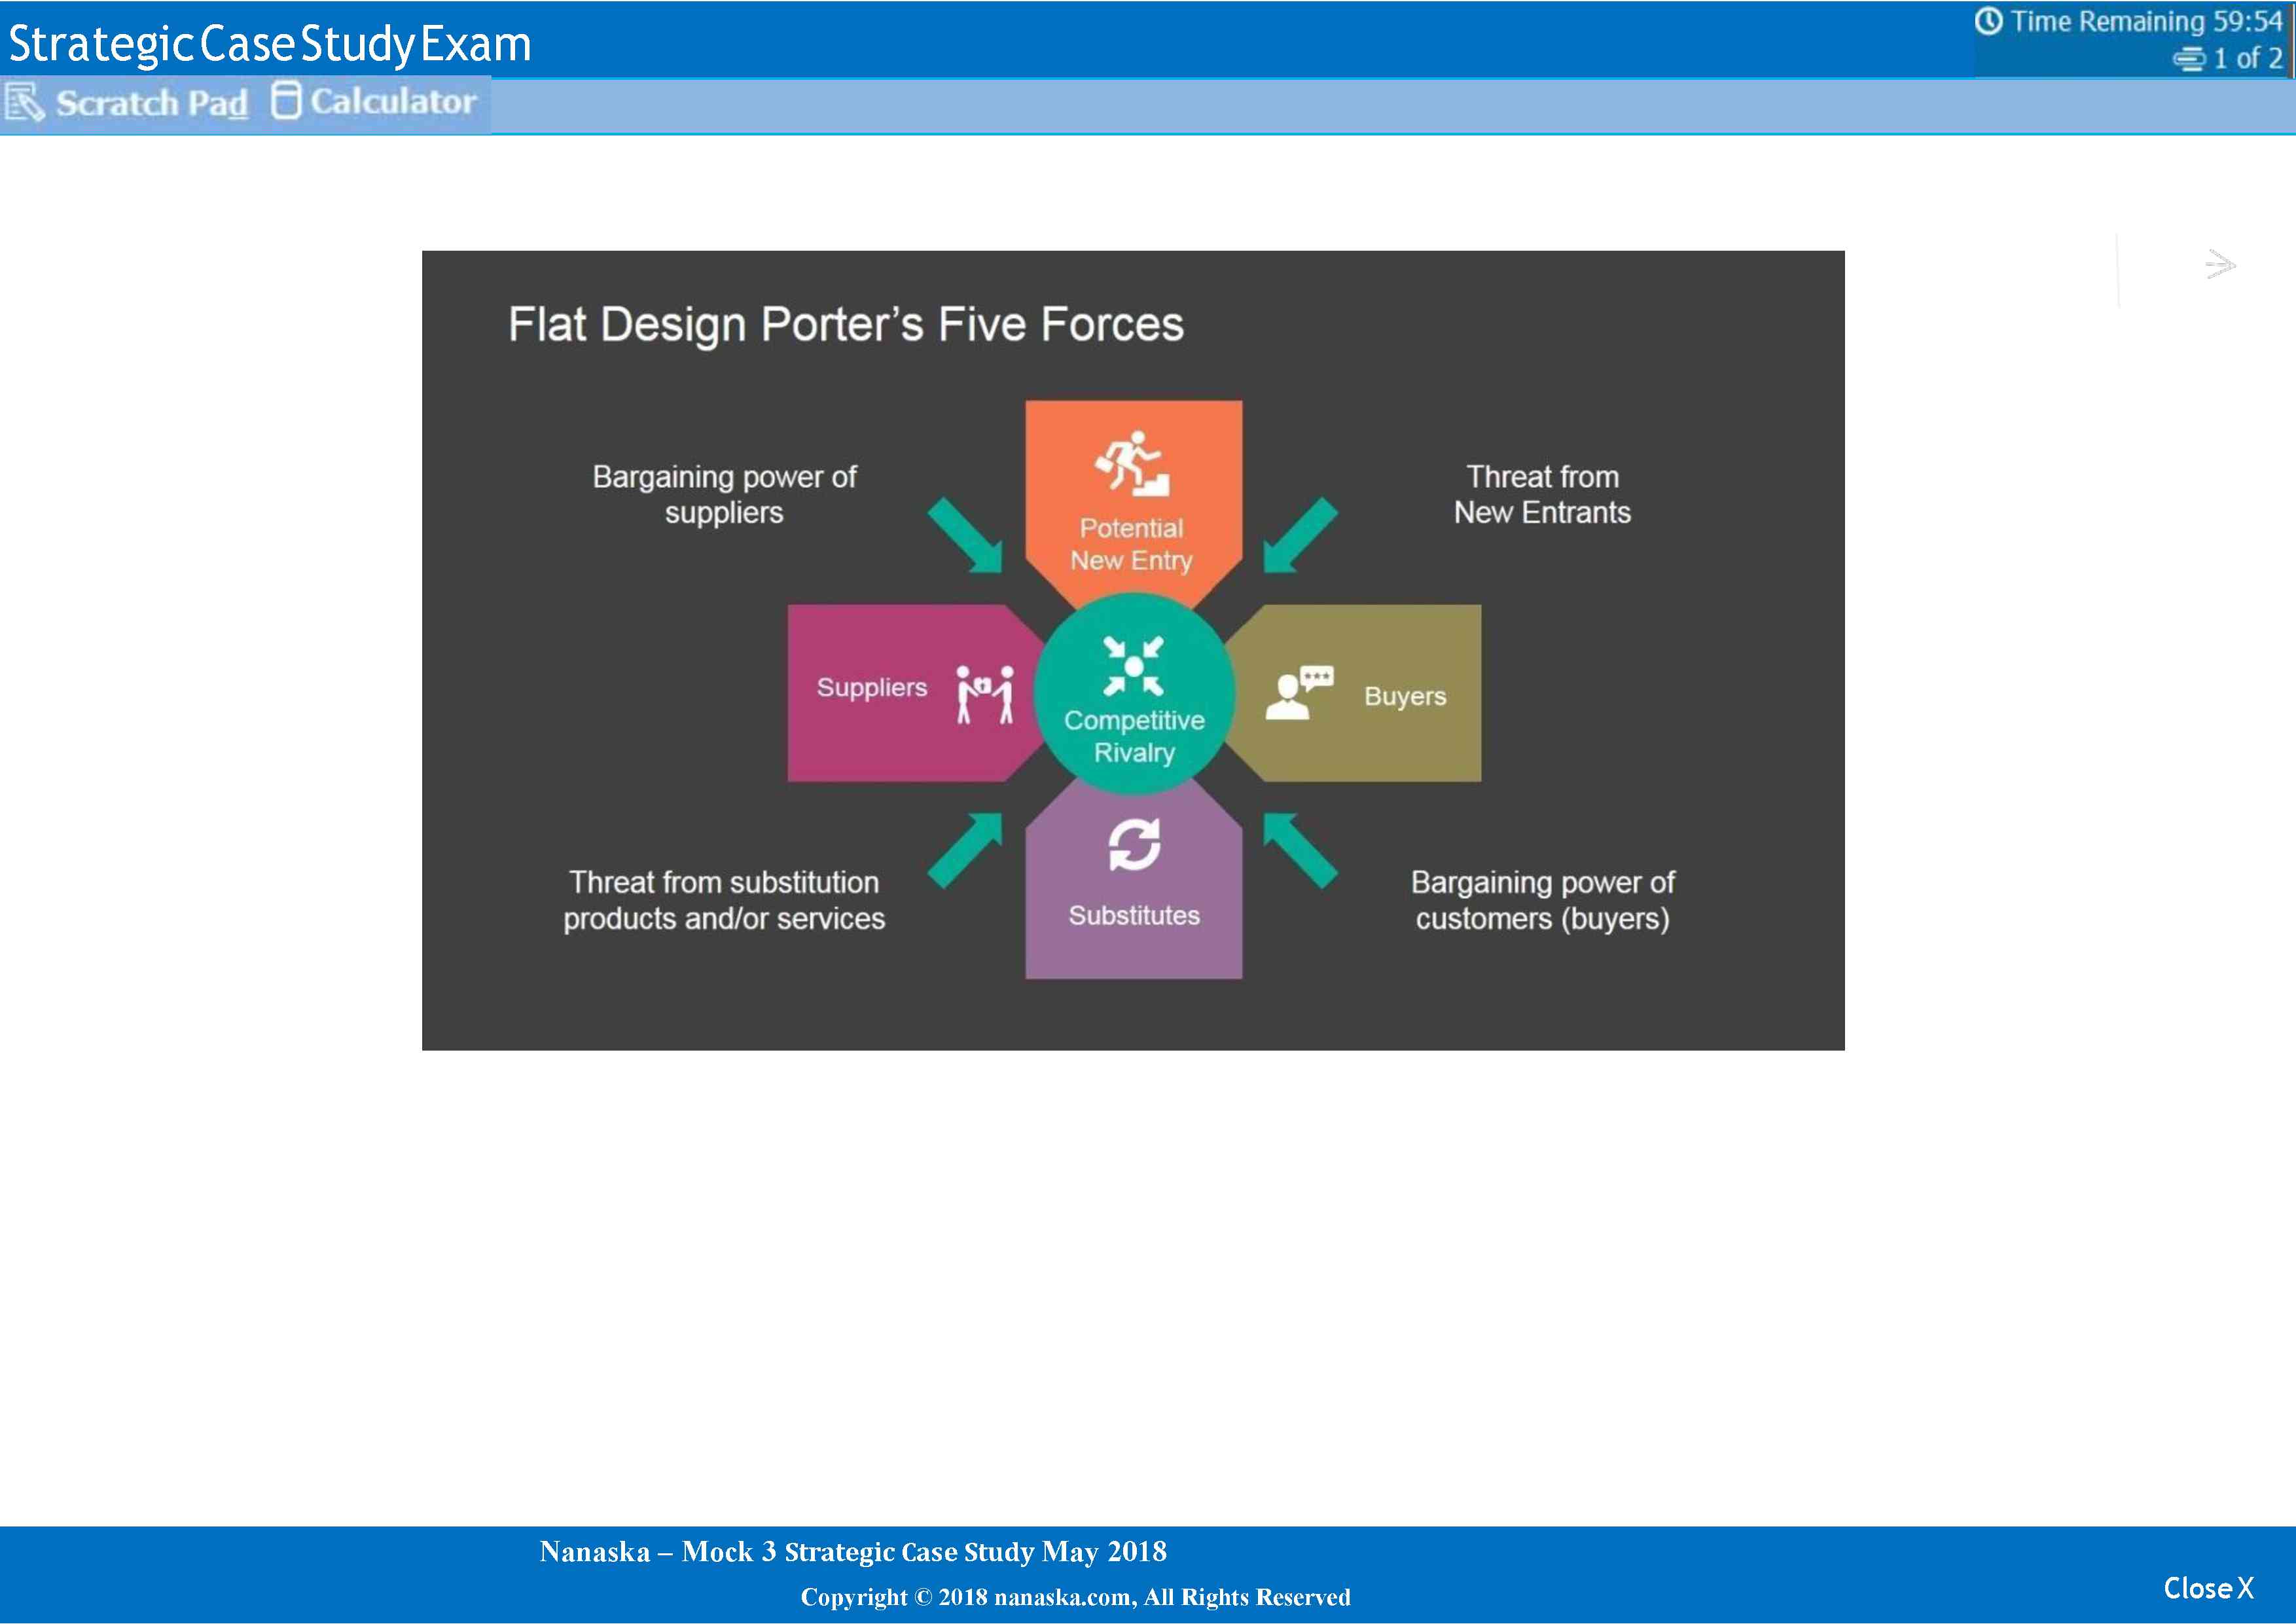 Strategic Case Study Exam
Time Remaining 59:54
1 of 2
Scratch Pad Calculator
Flat Design Porter’s Five Forces
Bargaining power of
suppliers
Potential
New Entry
Threat from
New Entrants
Suppliers
Competitive
Rivalry
Buyers
Threat from substitution
products and/or services
Substitutes
Bargaining power of
customers (buyers)
Nanaska – Mock 3 Strategic Case Study May 2018
Copyright © 2018 nanaska.com, All Rights Reserved
Close X